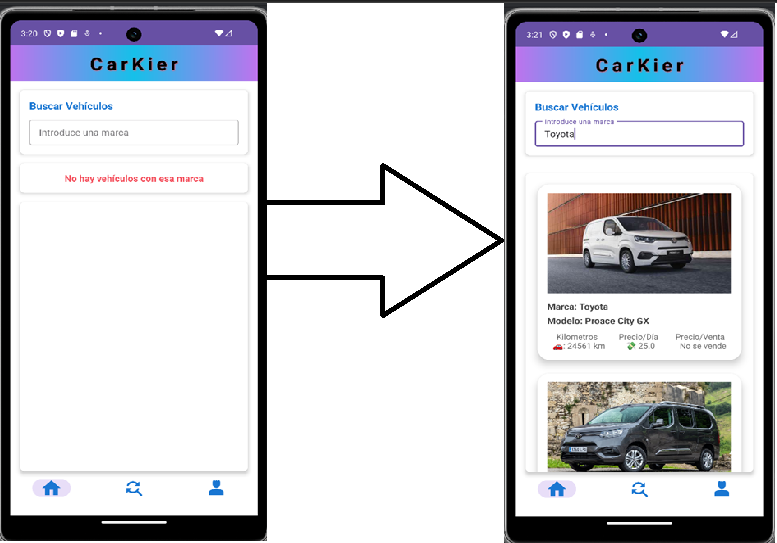 3:20
CarKier
Buscar Vehículos
Introduce una marca
No hay vehículos con esa marca
3:21
CarKier
Buscar Vehículos
Introduce una marca
Toyota
Marca: Toyota
Modelo: Proace City GX
Kilometros Precio/Día Precio/Venta
🚗: 24561 km 💸 25.0 No se vende